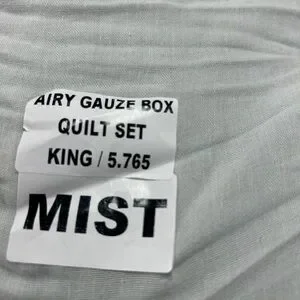 AIRY GAUZE BOX
QUILT SET
KING / 5.765
MIST